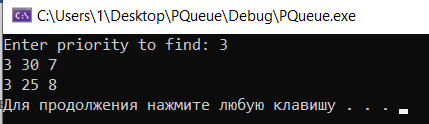 C:\Users\1\Desktop\PQueue\Debug\PQueue.exe
Enter priority to find: 3
3 30 7
3 25 8
Для продолжения нажмите любую клавишу . . .